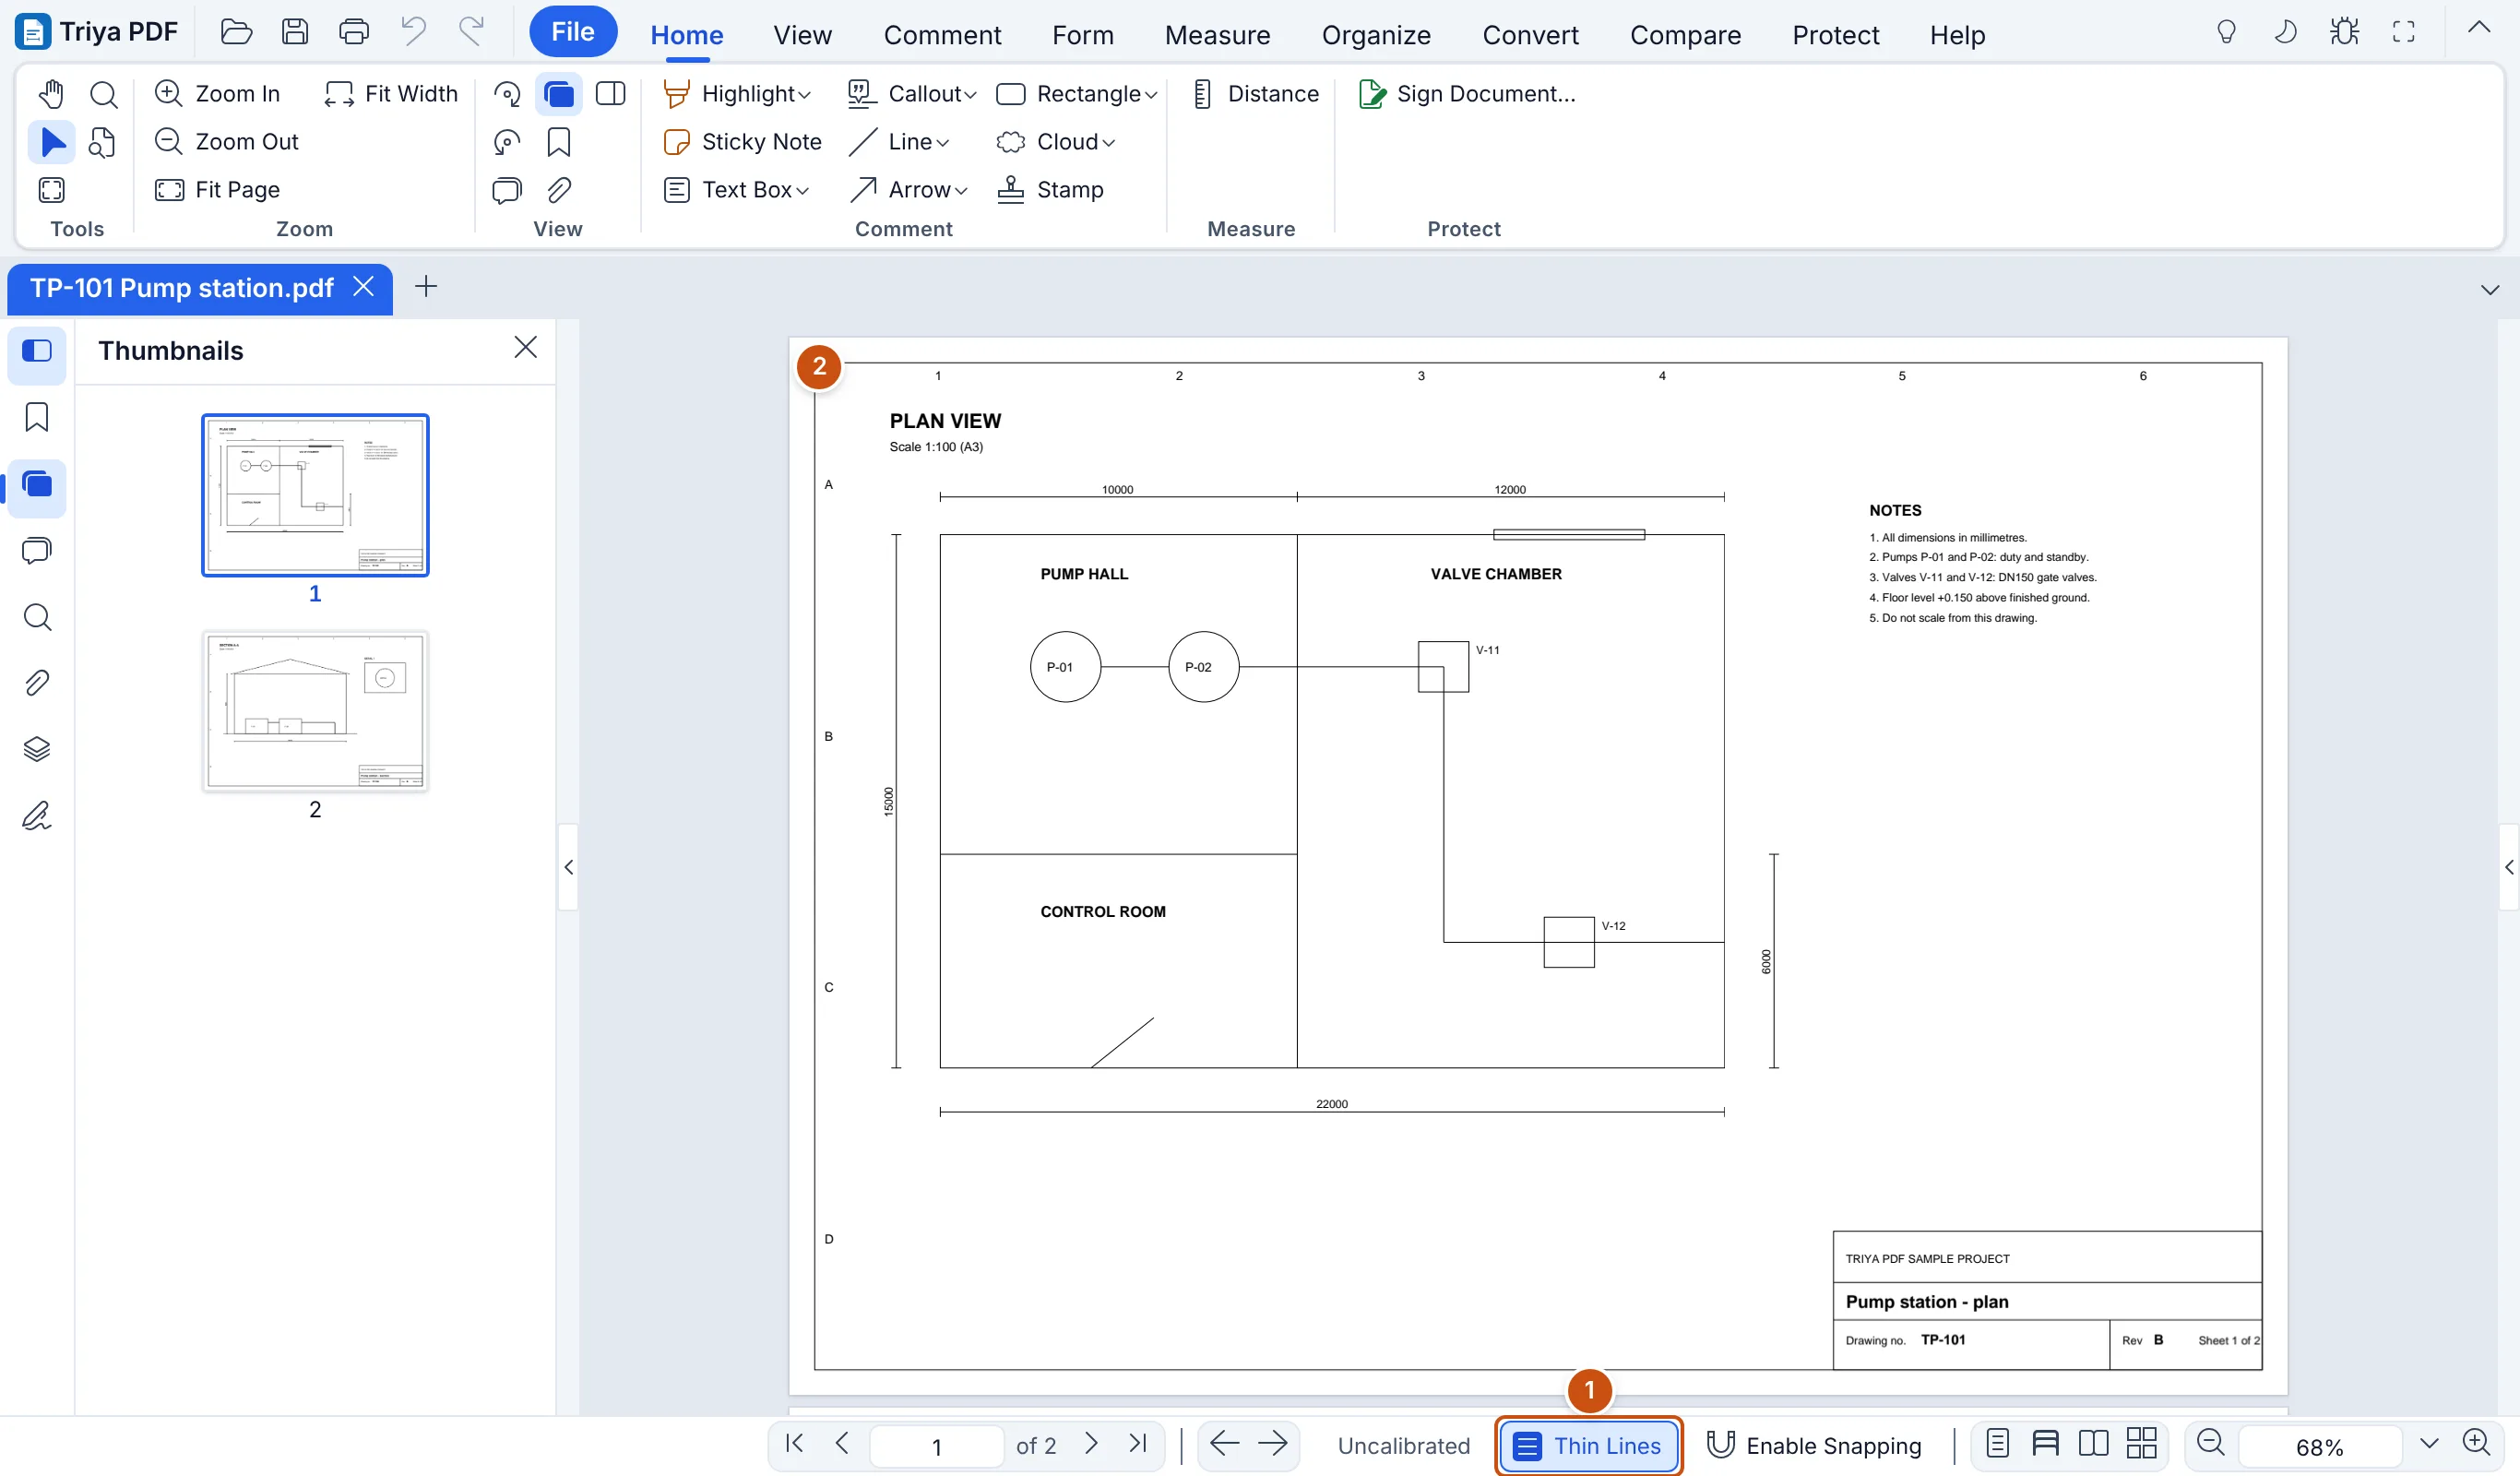 Triya PDF
File
Home
View
Comment
Form
Measure
Organize
Convert
Compare
Protect
Help
Zoom In
Fit Width
Zoom Out
Fit Page
Highlight
Callout
Rectangle
Sticky Note
Line
Cloud
Text Box
Arrow
Stamp
Distance
Sign Document...
Tools
Zoom
View
Comment
Measure
Protect
TP-101 Pump station.pdf
Thumbnails
1
2
2
1
2
3
4
5
6
PLAN VIEW
Scale 1:100 (A3)
A
B
C
D
10000
12000
15000
6000
22000
PUMP HALL
VALVE CHAMBER
P-01
P-02
V-11
V-12
CONTROL ROOM
NOTES
1. All dimensions in millimetres.
2. Pumps P-01 and P-02: duty and standby.
3. Valves V-11 and V-12: DN150 gate valves.
4. Floor level +0.150 above finished ground.
5. Do not scale from this drawing.
TRIYA PDF SAMPLE PROJECT
Pump station - plan
Drawing no. TP-101
Rev B
Sheet 1 of 2
1
1
of 2
Uncalibrated
Thin Lines
Enable Snapping
68%